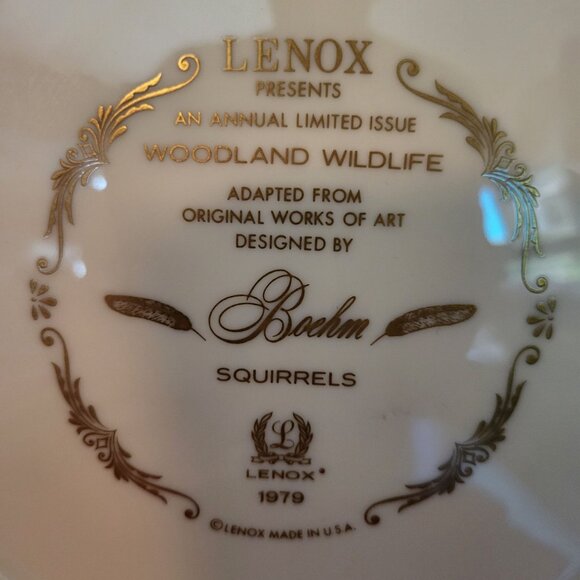 LENOX
PRESENTS
AN ANNUAL LIMITED ISSUE
WOODLAND WILDLIFE
ADAPTED FROM
ORIGINAL WORKS OF ART
DESIGNED BY
Boehm
SQUIRRELS
L
LENOX®
1979
© LENOX MADE IN U.S.A.